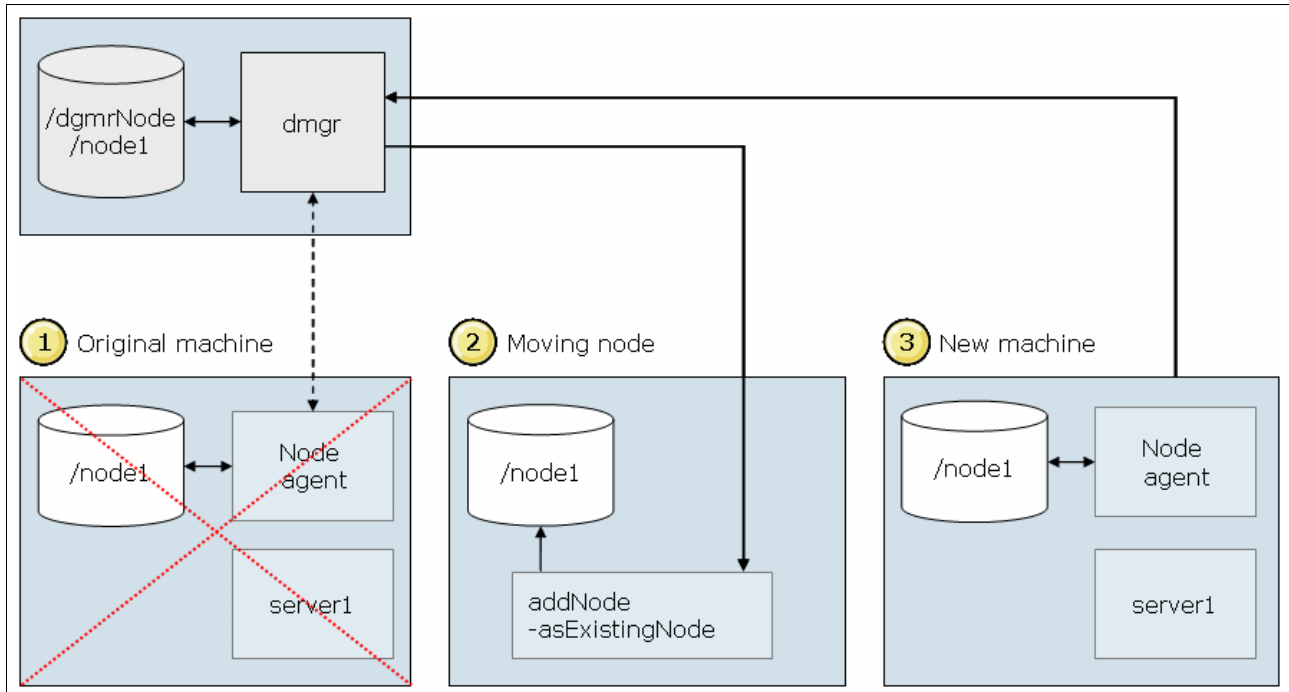 /dgmrNode
/node1
dmgr
1 Original machine
2 Moving node
3 New machine
/node1
Node
agent
server1
/node1
addNode
-asExistingNode
/node1
Node
agent
server1